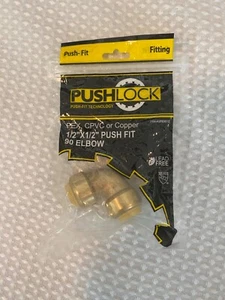 Push-Fit
Fitting
PUSHLOCK
PUSH-FIT TECHNOLOGY
PEX, CPVC or Copper
1/2"X1/2" PUSH FIT
90 ELBOW
LEAD
FREE